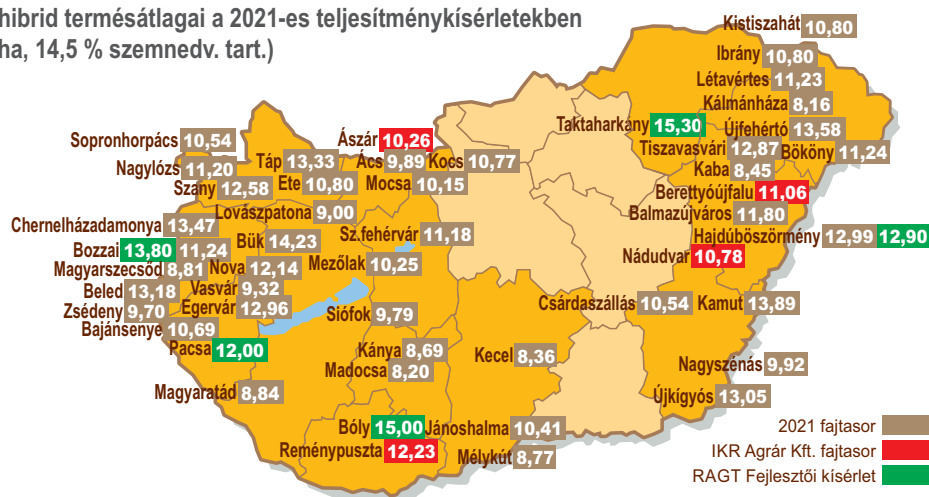 hibrid termésátlagai a 2021-es teljesítménykísérletekben
ha, 14,5 % szemnedv. tart.)
Kistiszahát 10,80
Ibrány 10,80
Létavértes 11,23
Kálmánháza 8,16
Taktaharkány 15,30
Újfehértó 13,58
Tiszavasvári 12,87
Bököny 11,24
Kaba 8,45
Berettyóújfalu 11,06
Balmazújváros 11,80
Hajdúböszörmény 12,99 12,90
Nádudvar 10,78
Sopronhorpács 10,54
Ászár 10,26
Nagylózs 11,20
Táp 13,33
Ács 9,89
Kocs 10,77
Szany 12,58
Ete 10,80
Mocsa 10,15
Lovászpatona 9,00
Chernelházadamonya 13,47
Bük 14,23
Sz.fehérvár 11,18
Bozzai 13,80 11,24
Magyarszecsőd 8,81
Nova 12,14
Mezőlak 10,25
Beled 13,18
Vasvár 9,32
Zsédeny 9,70
Egervár 12,96
Siófok 9,79
Bajánsenye 10,69
Pacsa 12,00
Csárdaszállás 10,54
Kamut 13,89
Kánya 8,69
Madocsa 8,20
Kecel 8,36
Nagyszénás 9,92
Magyaratád 8,84
Újkígyós 13,05
Bóly 15,00
Jánoshalma 10,41
Reménypuszta 12,23
Mélykút 8,77
2021 fajtasor
IKR Agrár Kft. fajtasor
RAGT Fejlesztői kísérlet